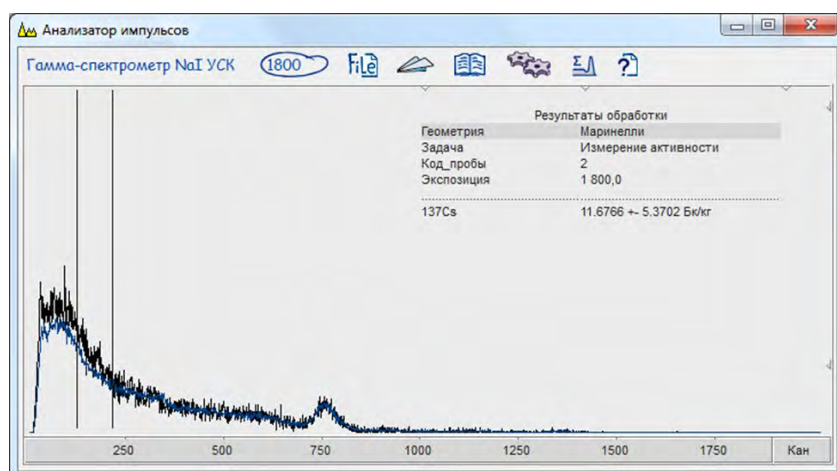 Анализатор импульсов
Гамма-спектрометр NaI УСК 1800 File Σ ?
Результаты обработки
Геометрия Маринелли
Задача Измерение активности
Код_пробы 2
Экспозиция 1 800,0
137Cs 11.6766 +- 5.3702 Бк/кг
250 500 750 1000 1250 1500 1750 Кан